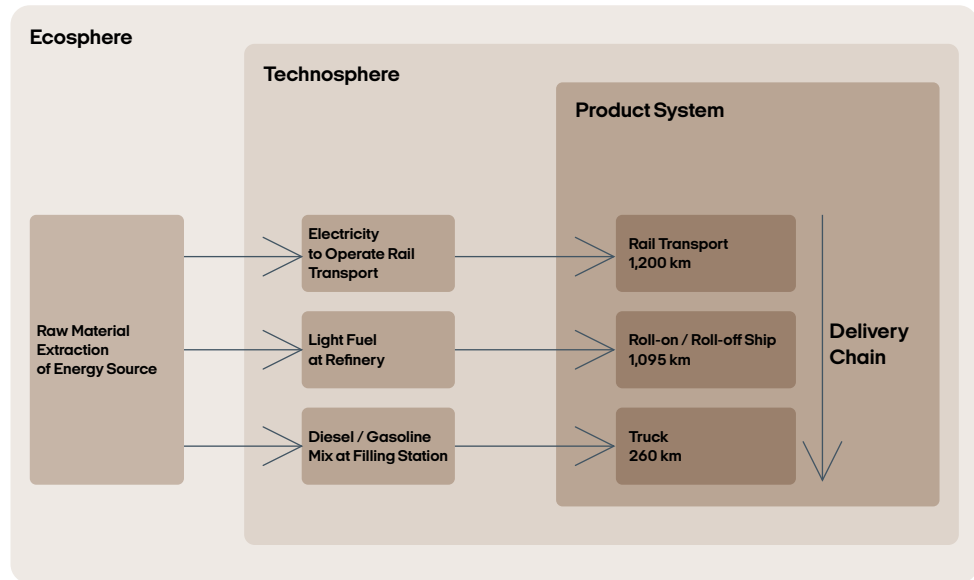 Ecosphere
Technosphere
Product System
Raw Material
Extraction
of Energy Source
Electricity
to Operate Rail
Transport
Light Fuel
at Refinery
Diesel / Gasoline
Mix at Filling Station
Rail Transport
1,200 km
Roll-on / Roll-off Ship
1,095 km
Truck
260 km
Delivery
Chain